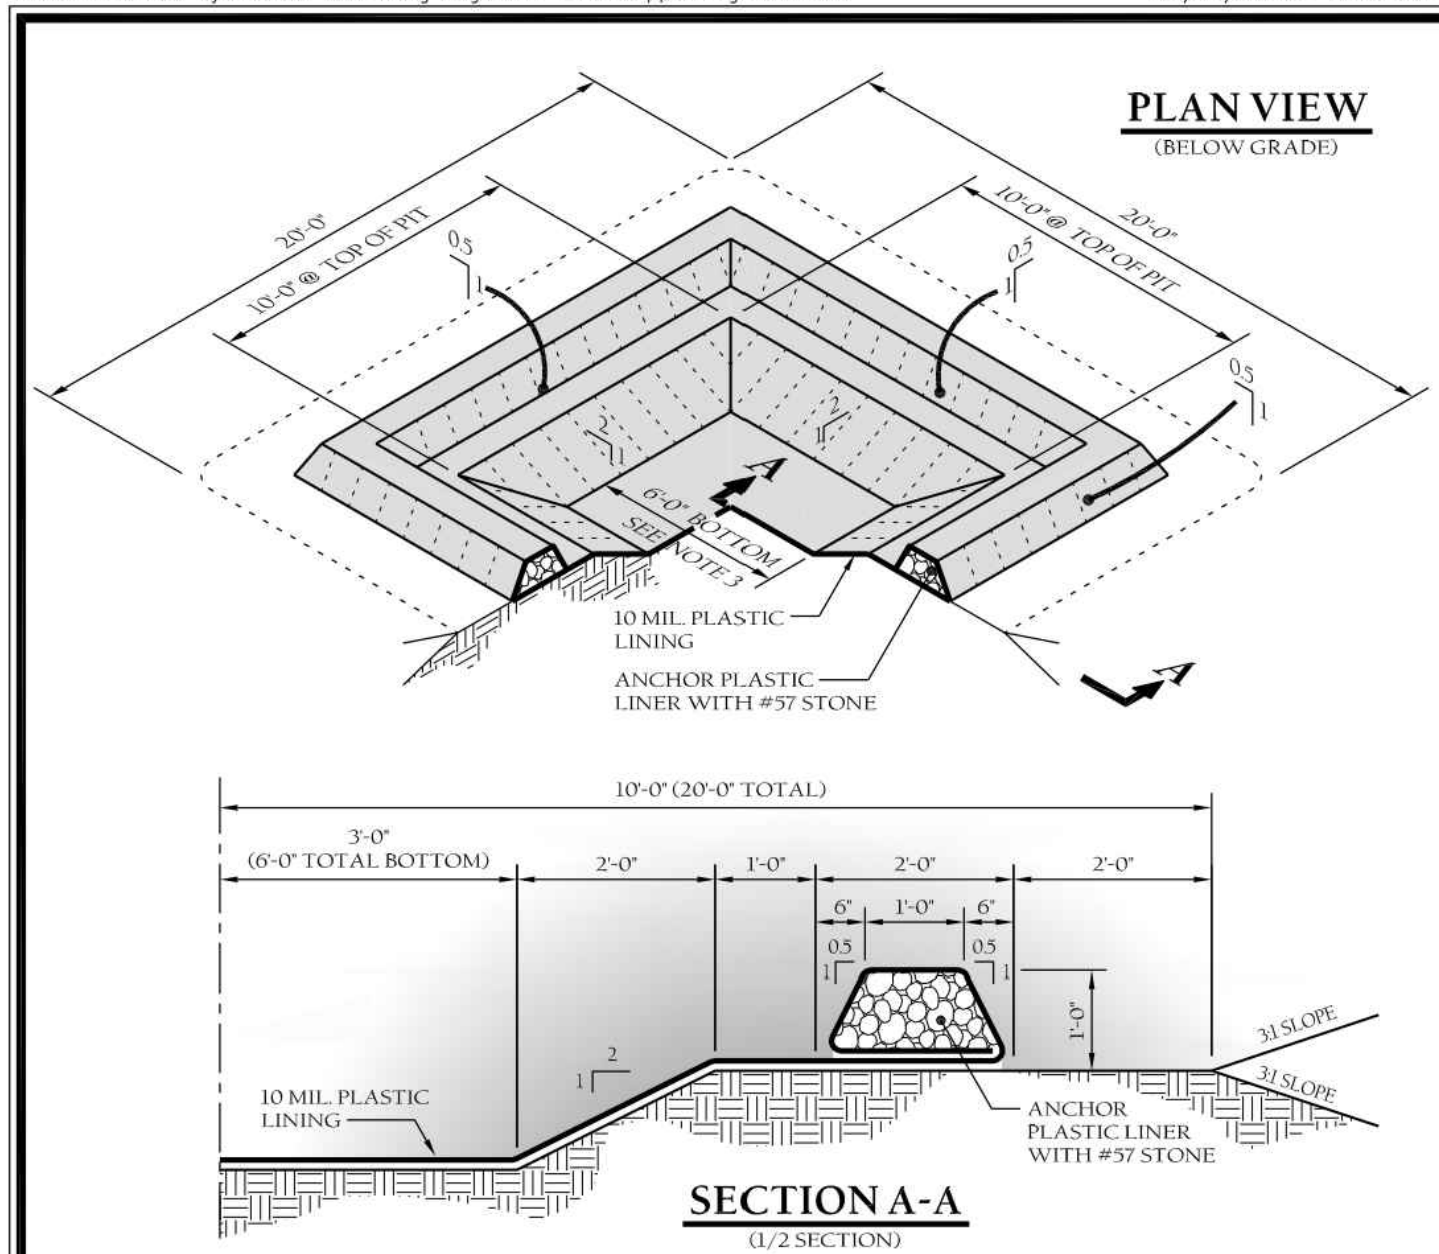 PLAN VIEW
(BELOW GRADE)
20'-0"
10'-0" @ TOP OF PIT
0.5
1
10'-0" @ TOP OF PIT
20'-0"
0.5
1
0.5
1
2'
1
2'
1
A
6'-0" BOTTOM
SEE NOTE 3
10 MIL. PLASTIC
LINING
ANCHOR PLASTIC
LINER WITH #57 STONE
A
10'-0" (20'-0" TOTAL)
3'-0"
(6'-0" TOTAL BOTTOM)
2'-0"
1'-0"
2'-0"
2'-0"
6"
1'-0"
6"
0.5
1
0.5
1
1'-0"
3:1 SLOPE
3:1 SLOPE
2
1
10 MIL. PLASTIC
LINING
ANCHOR
PLASTIC LINER
WITH #57 STONE
SECTION A-A
(1/2 SECTION)